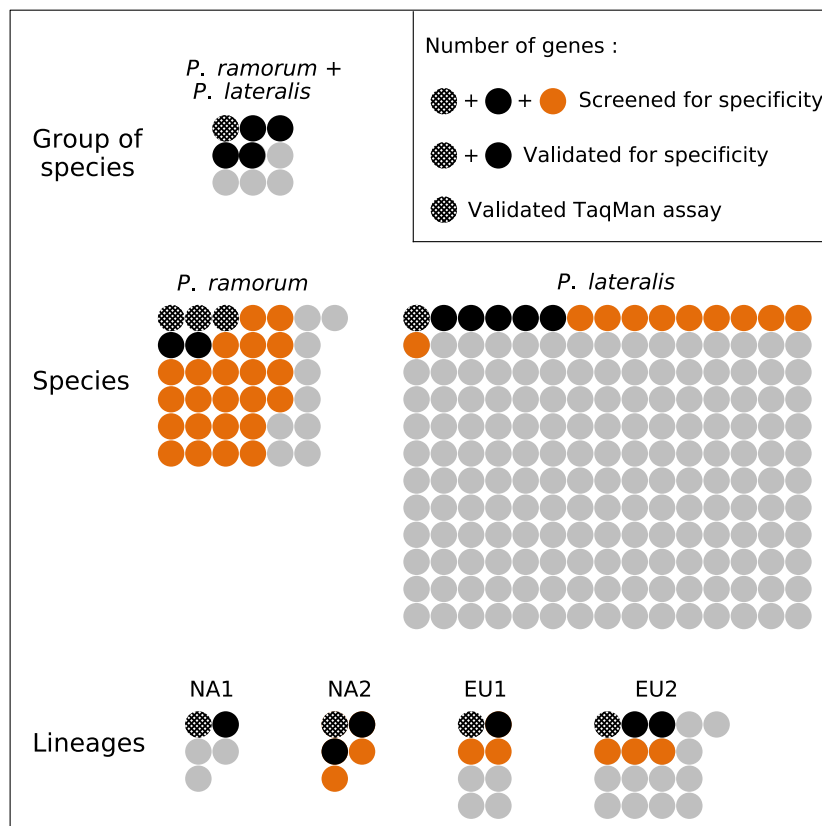 P. ramorum +
P. lateralis
Group of
species
Number of genes :
+ + Screened for specificity
+ Validated for specificity
Validated TaqMan assay
P. ramorum
P. lateralis
Species
NA1
NA2
EU1
EU2
Lineages